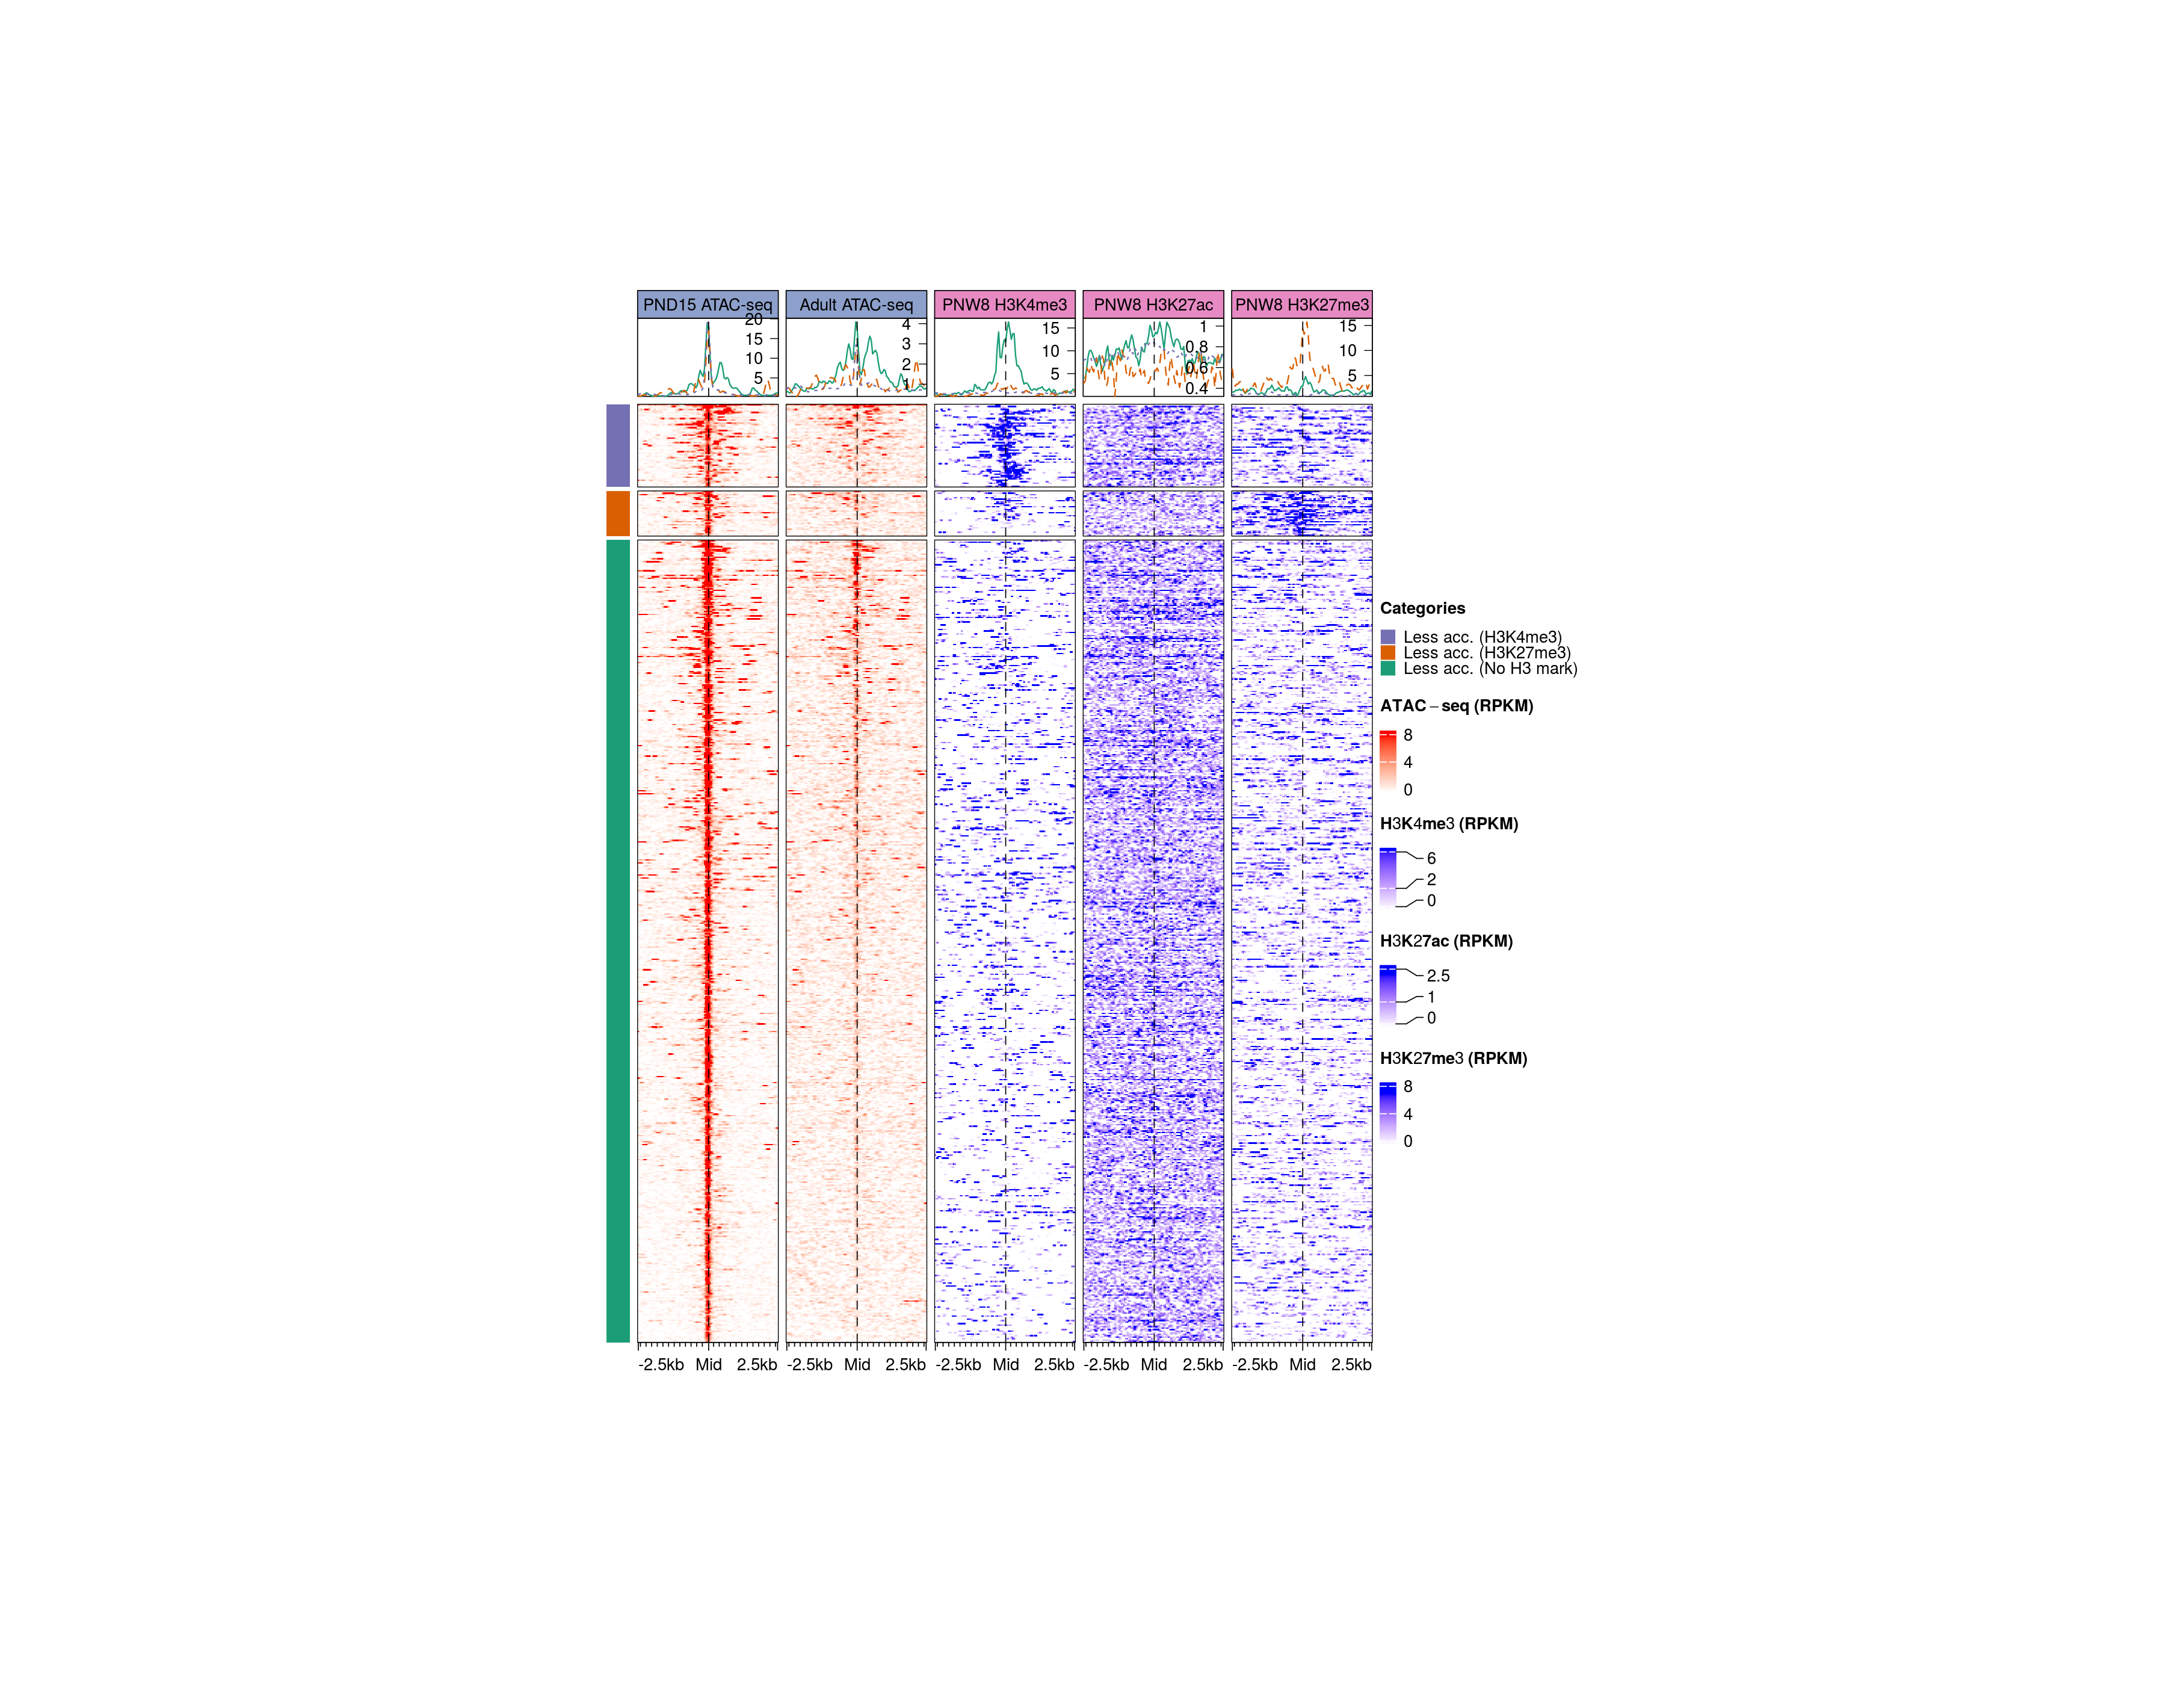 PND15 ATAC-seq Adult ATAC-seq PNW8 H3K4me3 PNW8 H3K27ac PNW8 H3K27me3
20 15 10 5
4 3 2 1
15 10 5
1 0.8 0.6 0.4
15 10 5
Categories
Less acc. (H3K4me3)
Less acc. (H3K27me3)
Less acc. (No H3 mark)
ATAC−seq (RPKM)
8
4
0
H3K4me3 (RPKM)
6
2
0
H3K27ac (RPKM)
2.5
1
0
H3K27me3 (RPKM)
8
4
0
-2.5kb Mid 2.5kb -2.5kb Mid 2.5kb -2.5kb Mid 2.5kb -2.5kb Mid 2.5kb -2.5kb Mid 2.5kb